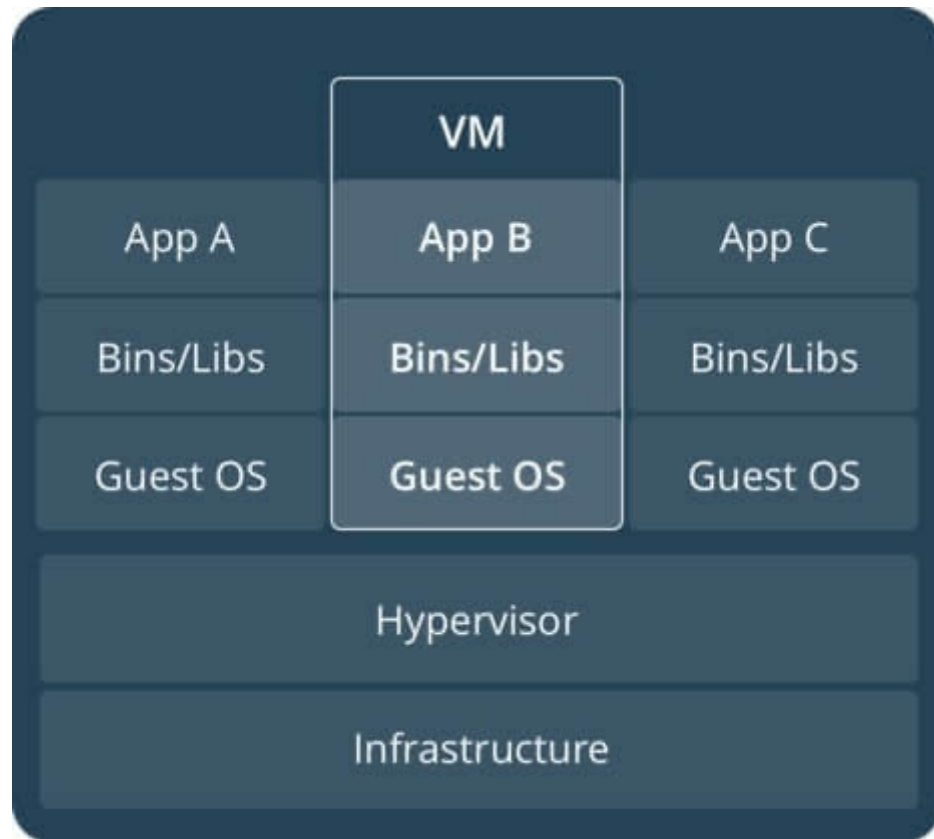 VM
App A App B App C
Bins/Libs Bins/Libs Bins/Libs
Guest OS Guest OS Guest OS
Hypervisor
Infrastructure